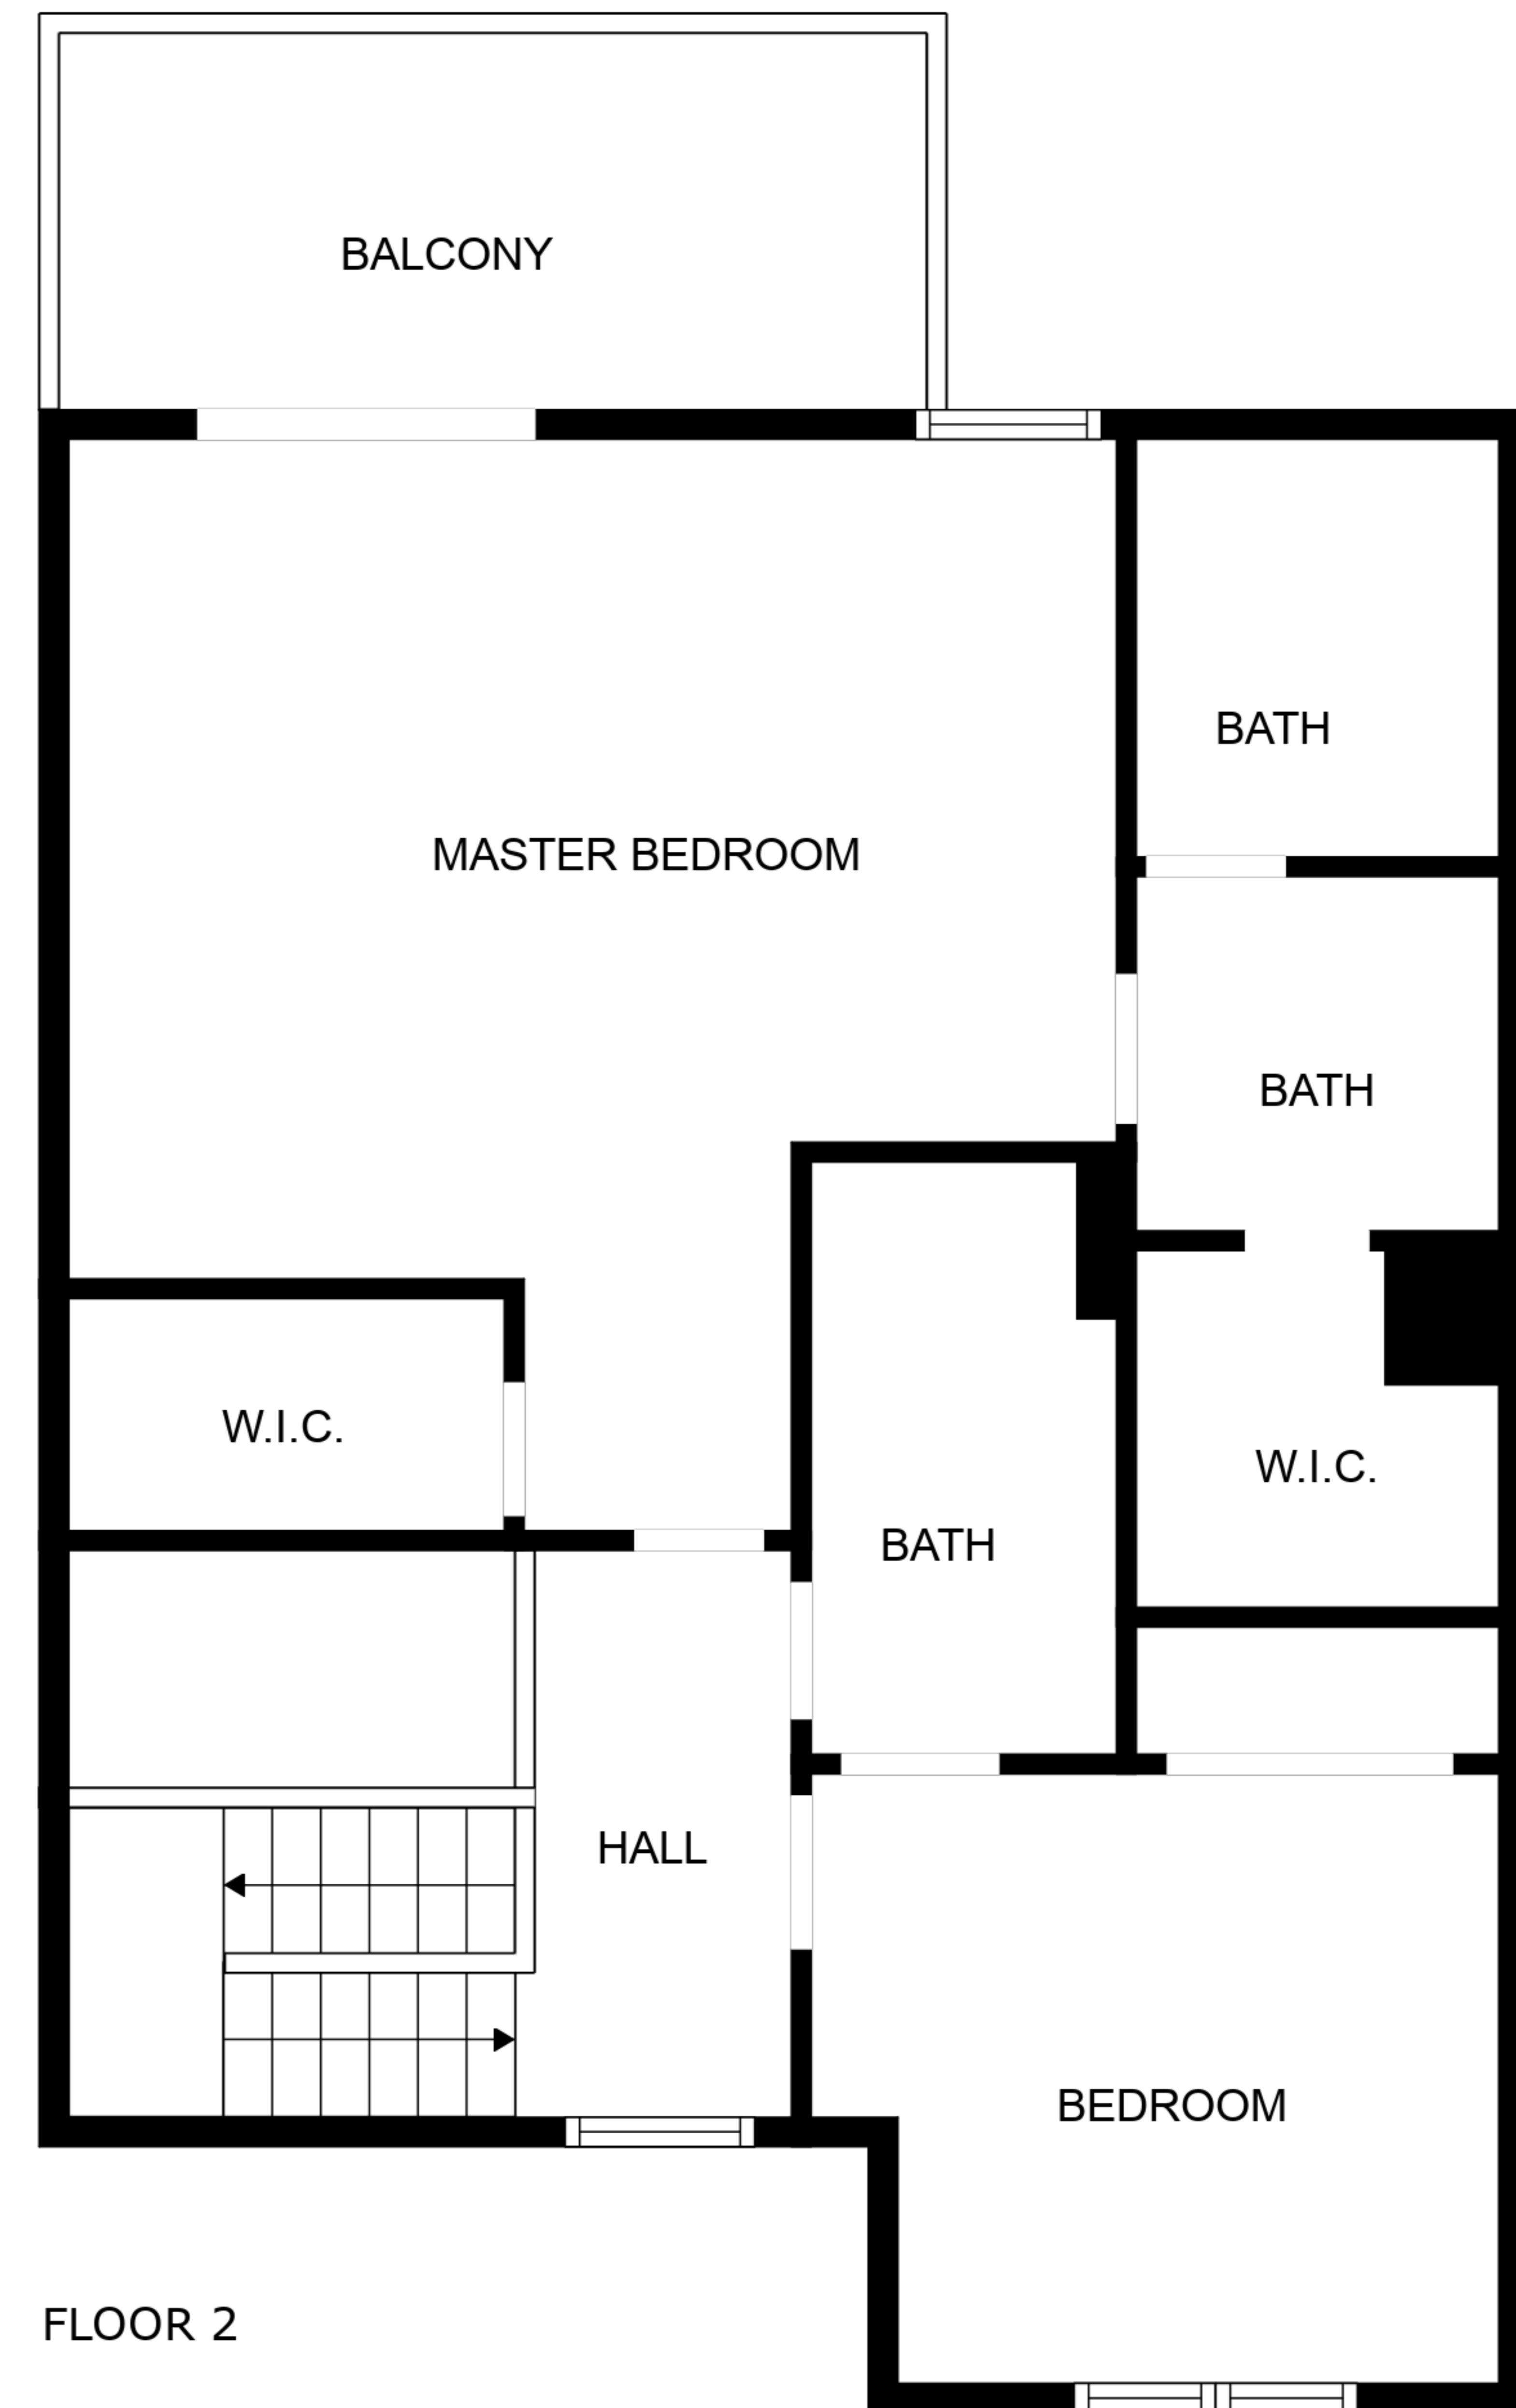 BALCONY
BATH
MASTER BEDROOM
BATH
W.I.C.
W.I.C.
BATH
HALL
BEDROOM
FLOOR 2